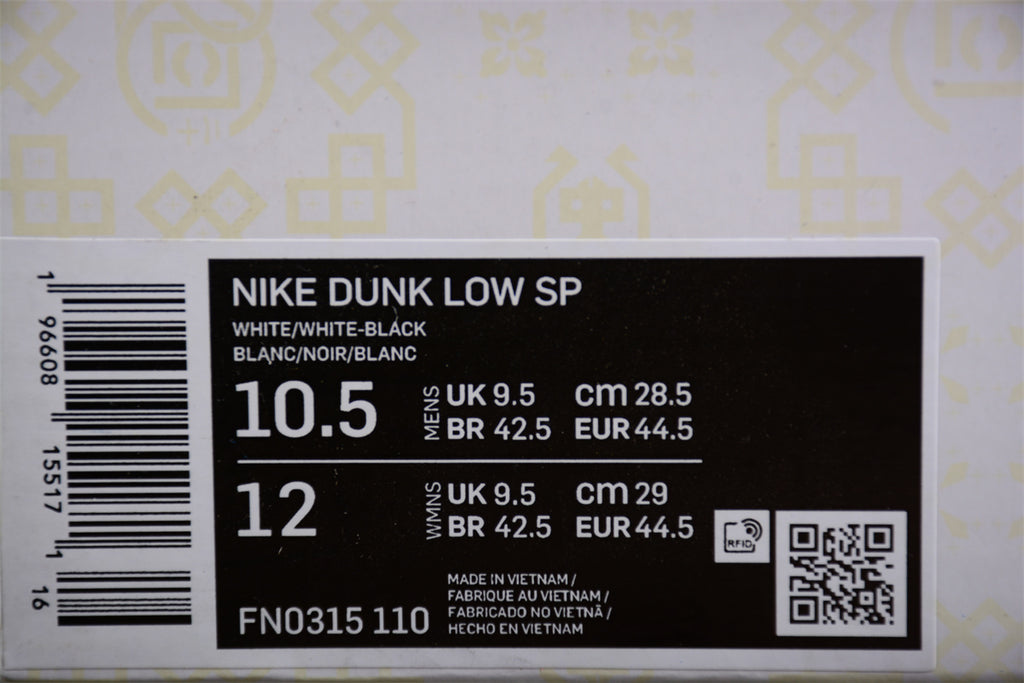 NIKE DUNK LOW SP
WHITE/WHITE-BLACK
BLANC/NOIR/BLANC
10.5 MENS UK 9.5 cm 28.5
BR 42.5 EUR 44.5
12 WMNS UK 9.5 cm 29
BR 42.5 EUR 44.5
RFID
MADE IN VIETNAM /
FABRIQUE AU VIETNAM /
FABRICADO NO VIETNÃ /
HECHO EN VIETNAM
FN0315 110
1 96608 15517 1 16